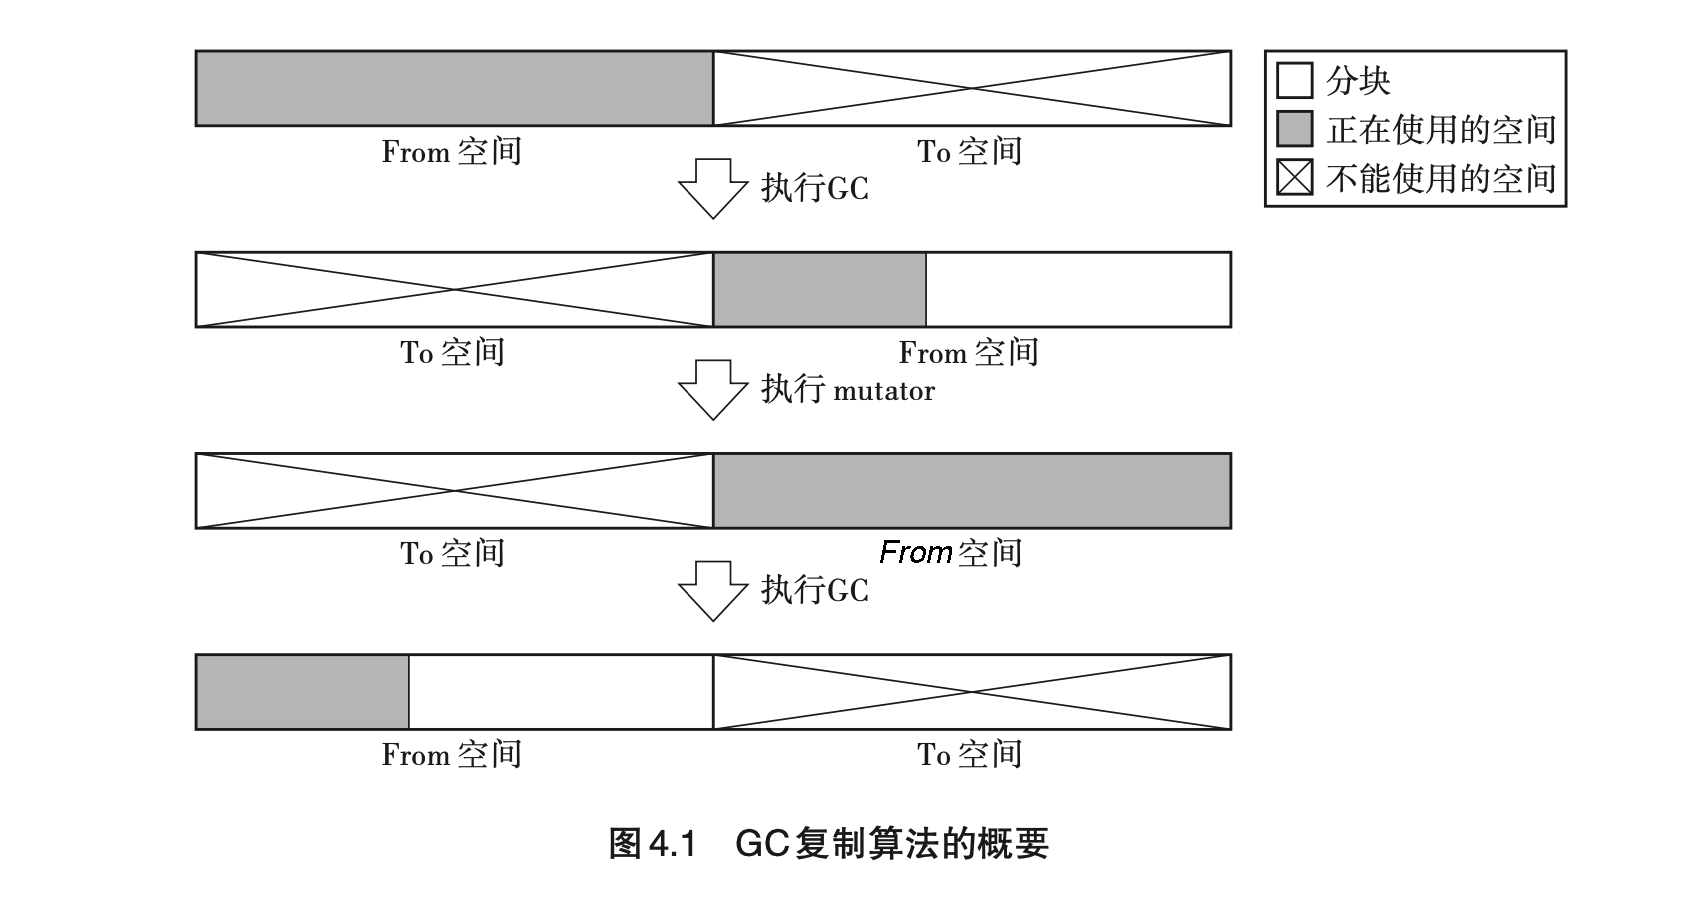 From 空间
To 空间
分块
正在使用的空间
不能使用的空间
执行GC
To 空间
From 空间
执行 mutator
To 空间
From 空间
执行GC
From 空间
To 空间
图 4.1 GC复制算法的概要